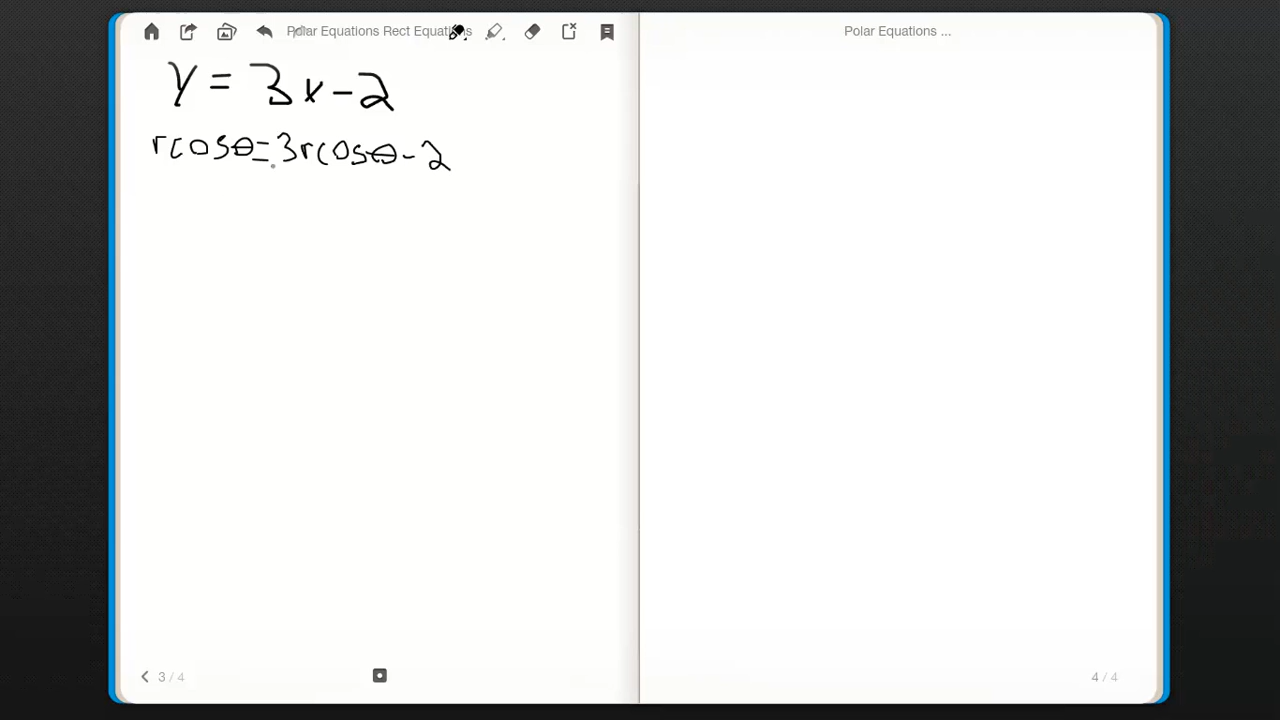 Polar Equations Rect Equations
Polar Equations ...
y = 3x - 2
rcosθ = 3rcosθ - 2
3 / 4
4 / 4